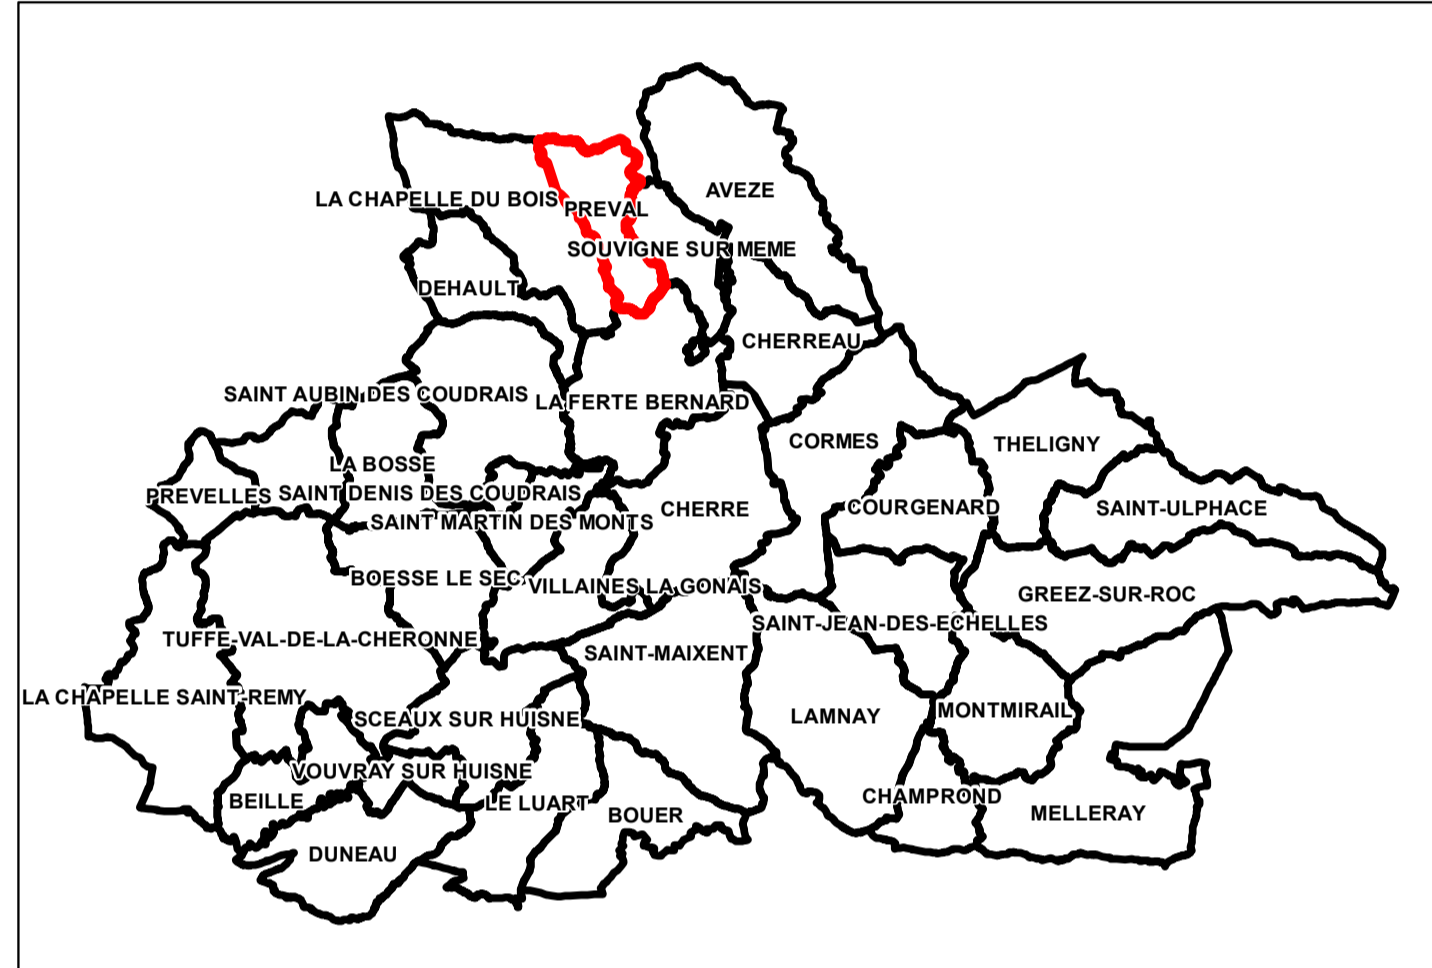 AVEZE
LA CHAPELLE DU BOIS
PREVAL
SOUVIGNE SUR MEME
DEHAULT
CHERREAU
SAINT AUBIN DES COUDRAIS
LA FERTE BERNARD
CORMES
THELIGNY
LA BOSSE
PREVELLES
SAINT DENIS DES COUDRAIS
CHERRE
COURGENARD
SAINT-ULPHACE
SAINT MARTIN DES MONTS
BOESSE LE SEC
VILLAINES LA GONAIS
GREEZ-SUR-ROC
SAINT-JEAN-DES-ECHELLES
TUFFE-VAL-DE-LA-CHERONNE
SAINT-MAIXENT
LA CHAPELLE SAINT-REMY
SCEAUX SUR HUISNE
LAMNAY
MONTMIRAIL
VOUVRAY SUR HUISNE
BEILLE
LE LUART
CHAMPROND
BOUER
MELLERAY
DUNEAU